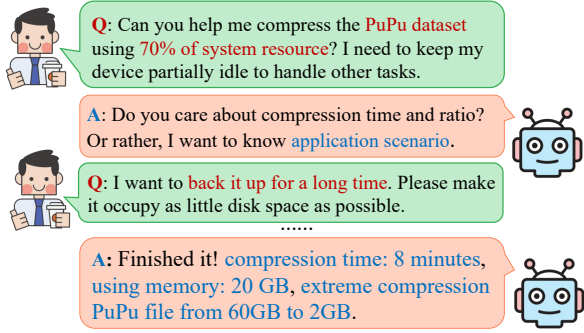 Q: Can you help me compress the PuPu dataset
using 70% of system resource? I need to keep my
device partially idle to handle other tasks.
A: Do you care about compression time and ratio?
Or rather, I want to know application scenario.
Q: I want to back it up for a long time. Please make
it occupy as little disk space as possible.
......
A: Finished it! compression time: 8 minutes,
using memory: 20 GB, extreme compression
PuPu file from 60GB to 2GB.